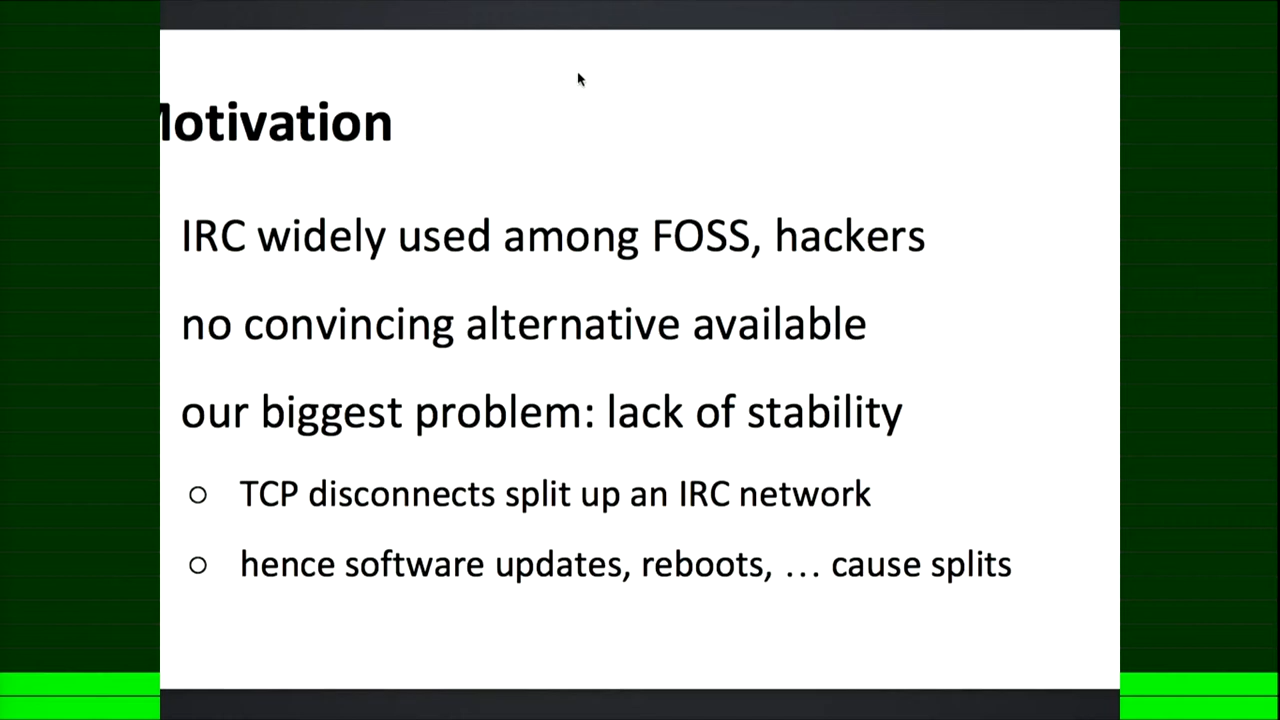 Motivation
IRC widely used among FOSS, hackers
no convincing alternative available
our biggest problem: lack of stability
○ TCP disconnects split up an IRC network
○ hence software updates, reboots, … cause splits